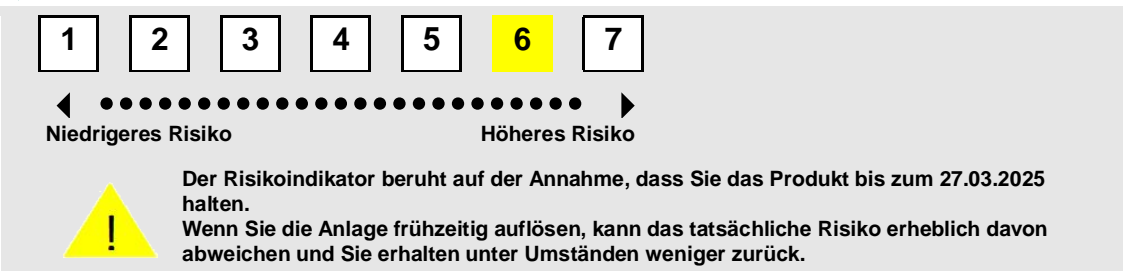 1 2 3 4 5 6 7
Niedrigeres Risiko Höheres Risiko
Der Risikoindikator beruht auf der Annahme, dass Sie das Produkt bis zum 27.03.2025
halten.
Wenn Sie die Anlage frühzeitig auflösen, kann das tatsächliche Risiko erheblich davon
abweichen und Sie erhalten unter Umständen weniger zurück.
!